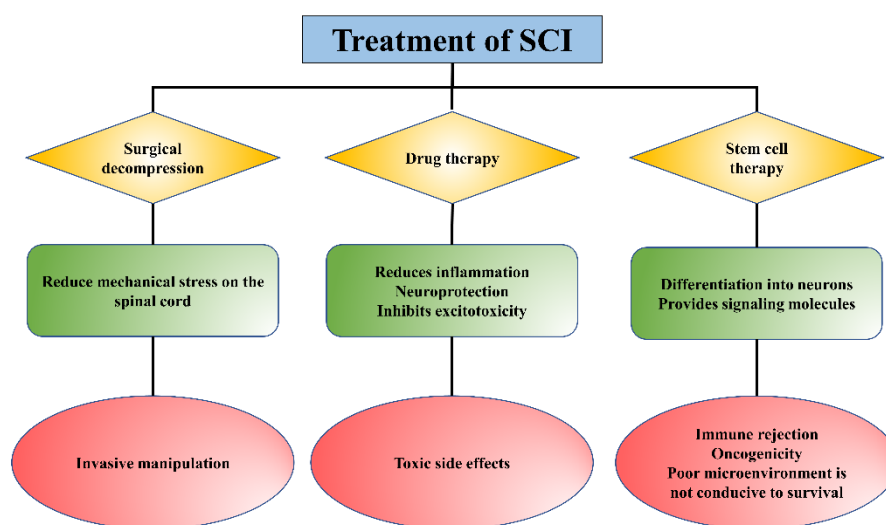 Treatment of SCI
Surgical
decompression
Drug therapy
Stem cell
therapy
Reduce mechanical stress on the
spinal cord
Reduces inflammation
Neuroprotection
Inhibits excitotoxicity
Differentiation into neurons
Provides signaling molecules
Invasive manipulation
Toxic side effects
Immune rejection
Oncogenicity
Poor microenvironment is
not conducive to survival